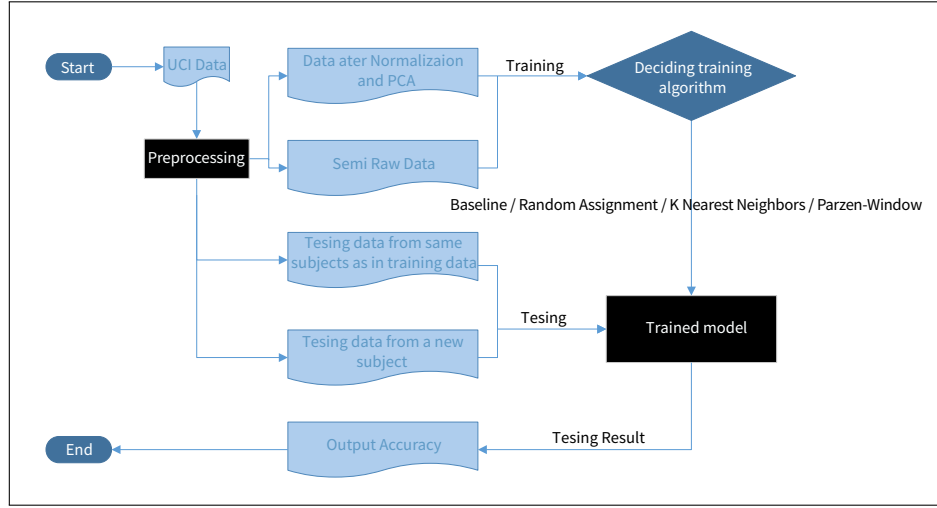 Start
UCI Data
Data ater Normalizaion
and PCA
Training
Deciding training
algorithm
Preprocessing
Semi Raw Data
Baseline / Random Assignment / K Nearest Neighbors / Parzen-Window
Tesing data from same
subjects as in training data
Tesing
Trained model
Tesing data from a new
subject
End
Output Accuracy
Tesing Result